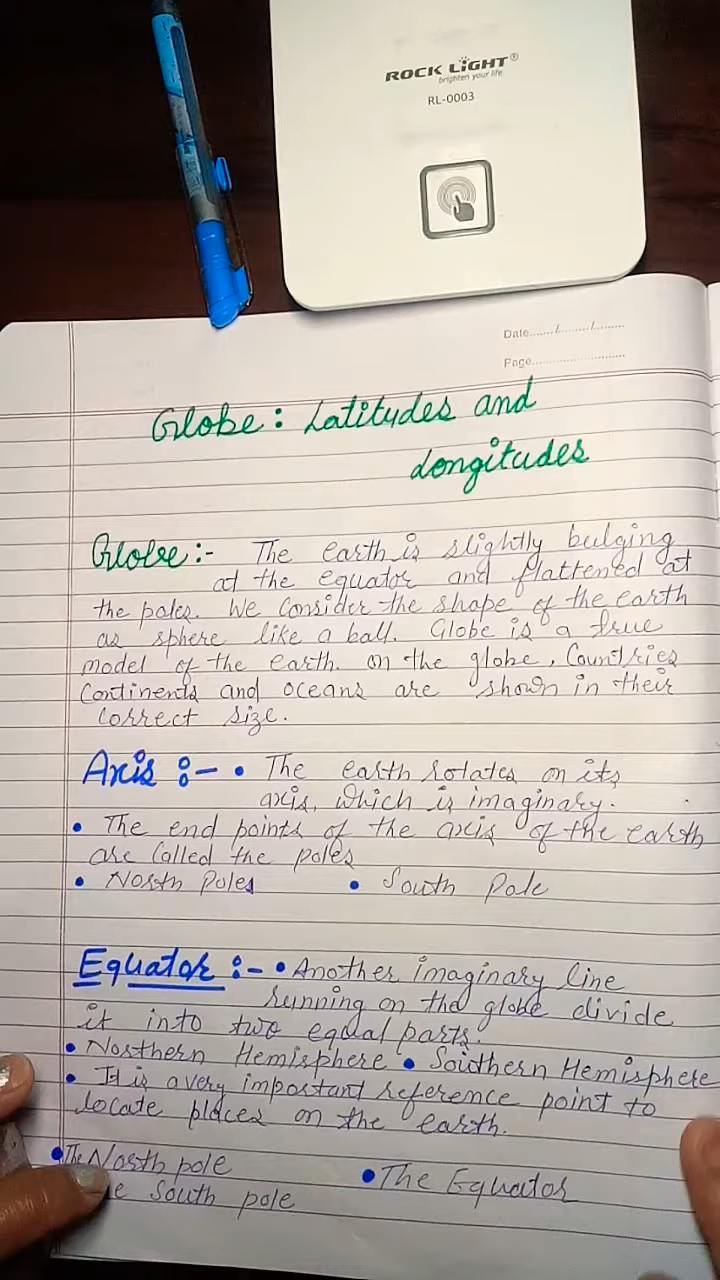 ROCK LIGHT®
brighten your life
RL-0003
Date......./......../........
Page..........................
Globe: Latitudes and
Longitudes
Globe:- The earth is slightly bulging
at the equator and flattened at
the poles. We consider the shape of the earth
as sphere like a ball. Globe is a true
model of the earth. on the globe, Countries
Continents and oceans are shown in their
correct size.
Axis :- • The earth rotates on its
axis, which is imaginary.
• The end points of the axis of the earth
are called the poles
• North Poles • South Pole
Equator :- • Another imaginary line
running on the globe divide
it into two equal parts.
• Northern Hemisphere • Soidthern Hemisphere
• It is a very important reference point to
locate places on the earth.
• The North pole • The Equator
South pole